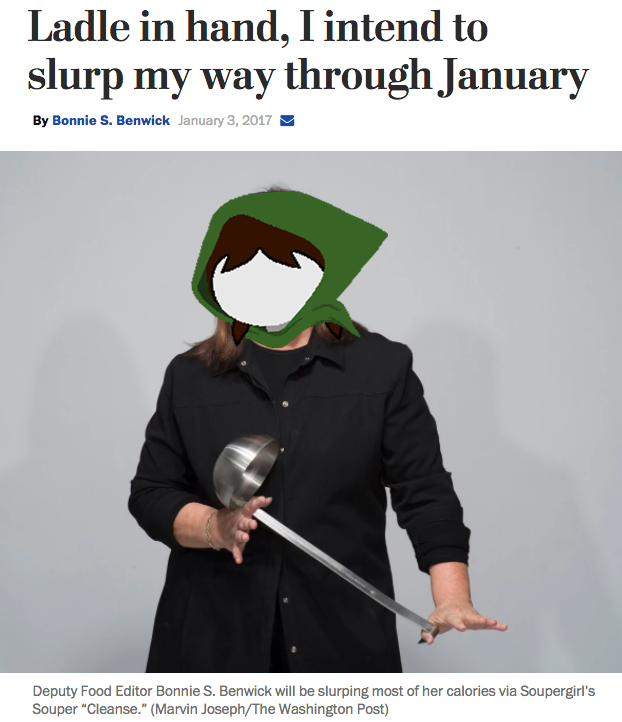 Ladle in hand, I intend to
slurp my way through January
By Bonnie S. Benwick January 3, 2017
Deputy Food Editor Bonnie S. Benwick will be slurping most of her calories via Soupergirl’s
Souper “Cleanse.” (Marvin Joseph/The Washington Post)